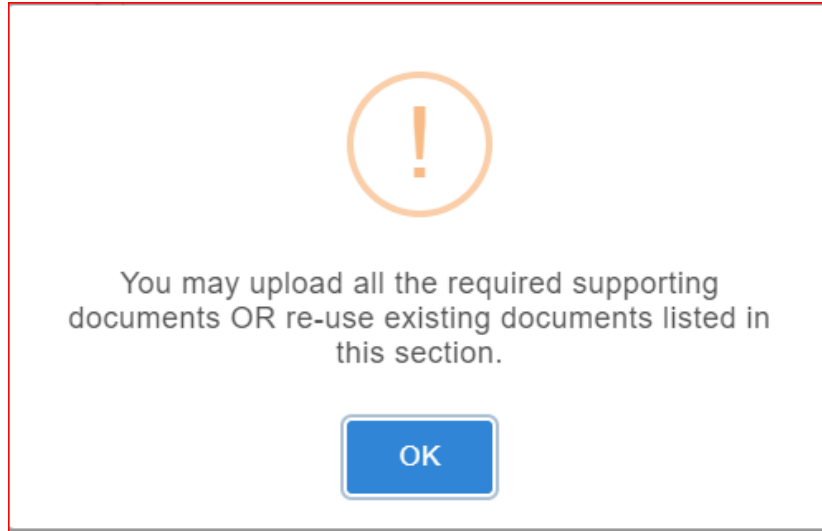 !
You may upload all the required supporting
documents OR re-use existing documents listed in
this section.
OK